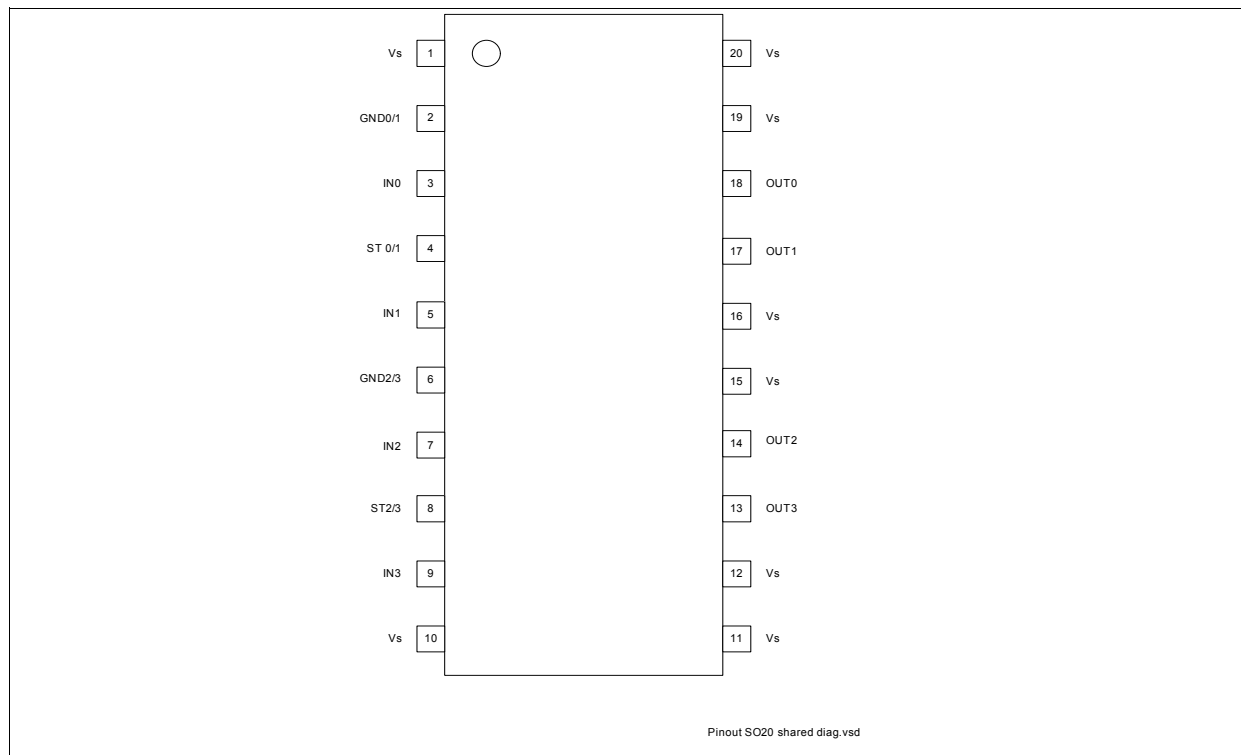 Vs 1 20 Vs
GND0/1 2 19 Vs
IN0 3 18 OUT0
ST 0/1 4 17 OUT1
IN1 5 16 Vs
GND2/3 6 15 Vs
IN2 7 14 OUT2
ST2/3 8 13 OUT3
IN3 9 12 Vs
Vs 10 11 Vs
Pinout SO20 shared diag.vsd